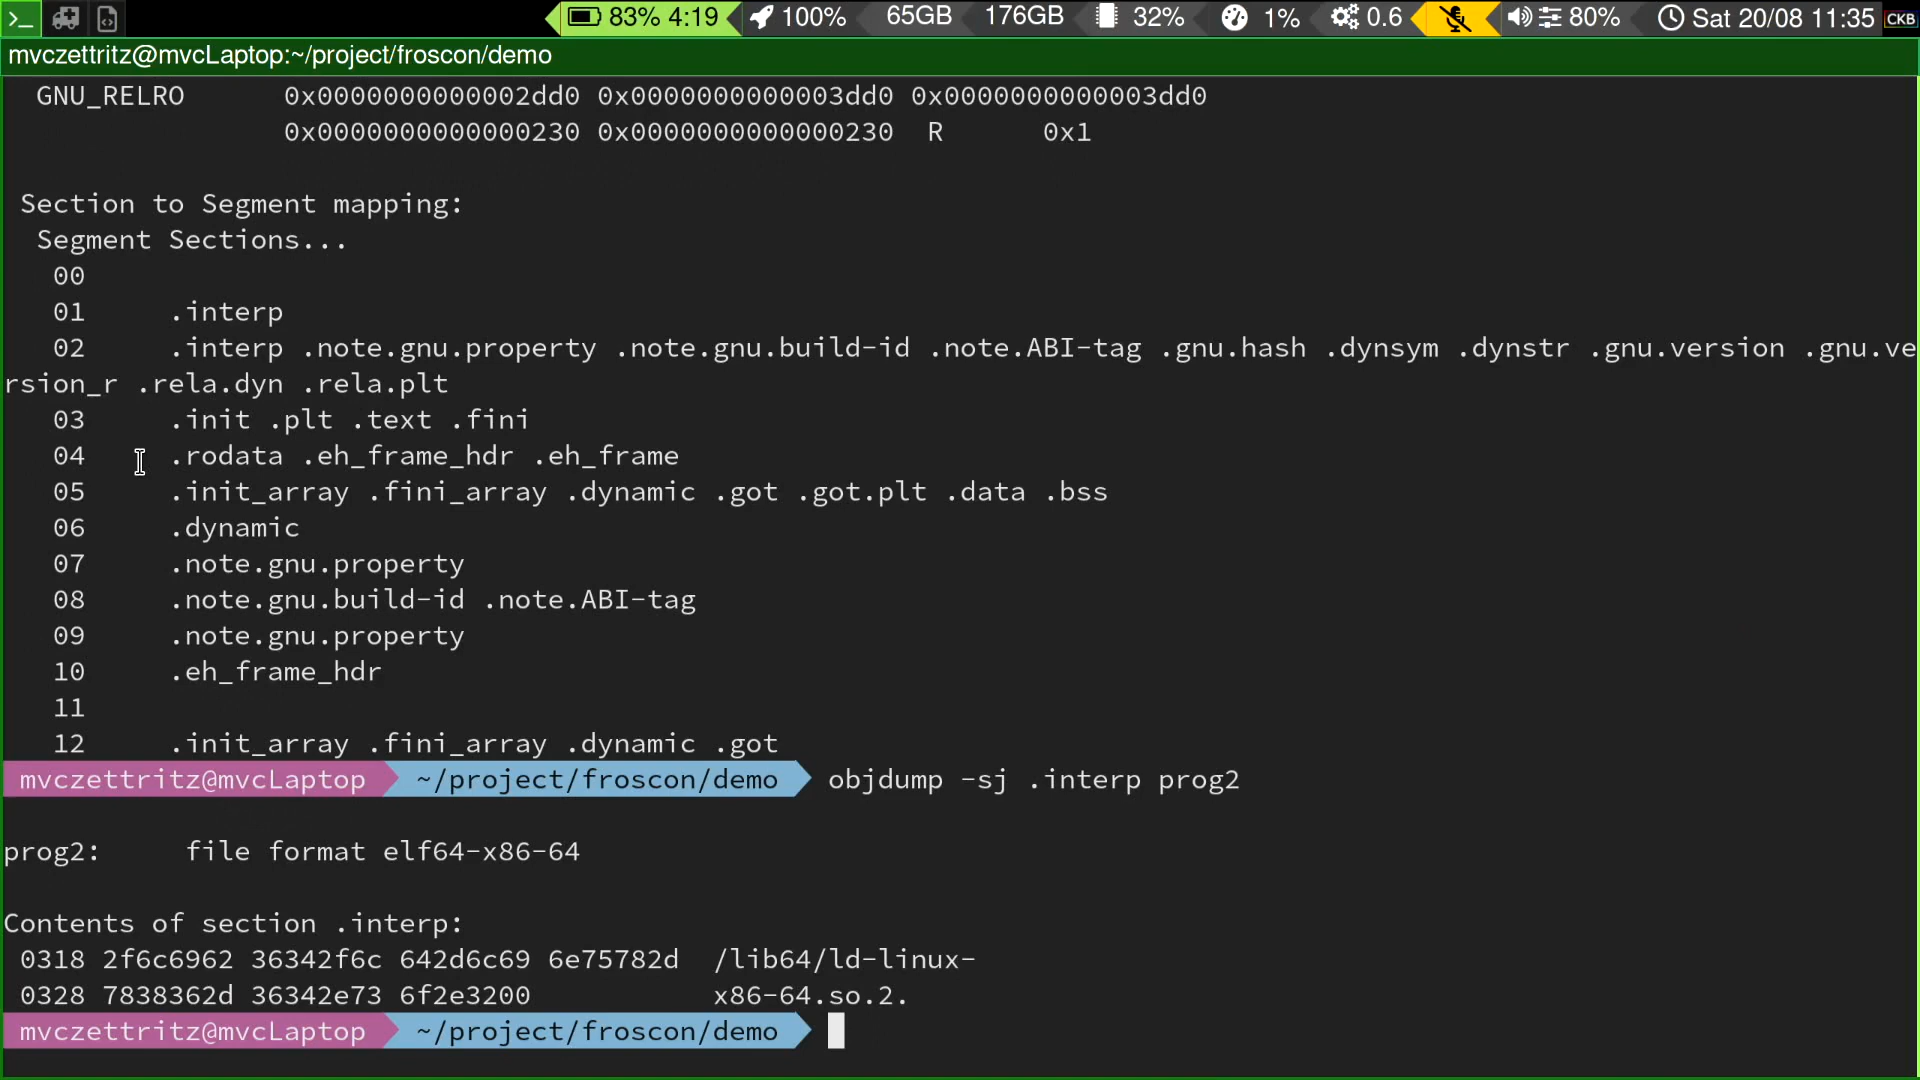 83% 4:19 100% 65GB 176GB 32% 1% 0.6 80% Sat 20/08 11:35 CKB
mvczettritz@mvcLaptop:~/project/froscon/demo
GNU_RELRO 0x0000000000002dd0 0x0000000000003dd0 0x0000000000003dd0
0x0000000000000230 0x0000000000000230 R 0x1
Section to Segment mapping:
Segment Sections...
00
01 .interp
02 .interp .note.gnu.property .note.gnu.build-id .note.ABI-tag .gnu.hash .dynsym .dynstr .gnu.version .gnu.ve
rsion_r .rela.dyn .rela.plt
03 .init .plt .text .fini
04 .rodata .eh_frame_hdr .eh_frame
05 .init_array .fini_array .dynamic .got .got.plt .data .bss
06 .dynamic
07 .note.gnu.property
08 .note.gnu.build-id .note.ABI-tag
09 .note.gnu.property
10 .eh_frame_hdr
11
12 .init_array .fini_array .dynamic .got
mvczettritz@mvcLaptop ~/project/froscon/demo objdump -sj .interp prog2
prog2: file format elf64-x86-64
Contents of section .interp:
0318 2f6c6962 36342f6c 642d6c69 6e75782d /lib64/ld-linux-
0328 7838362d 36342e73 6f2e3200 x86-64.so.2.
mvczettritz@mvcLaptop ~/project/froscon/demo